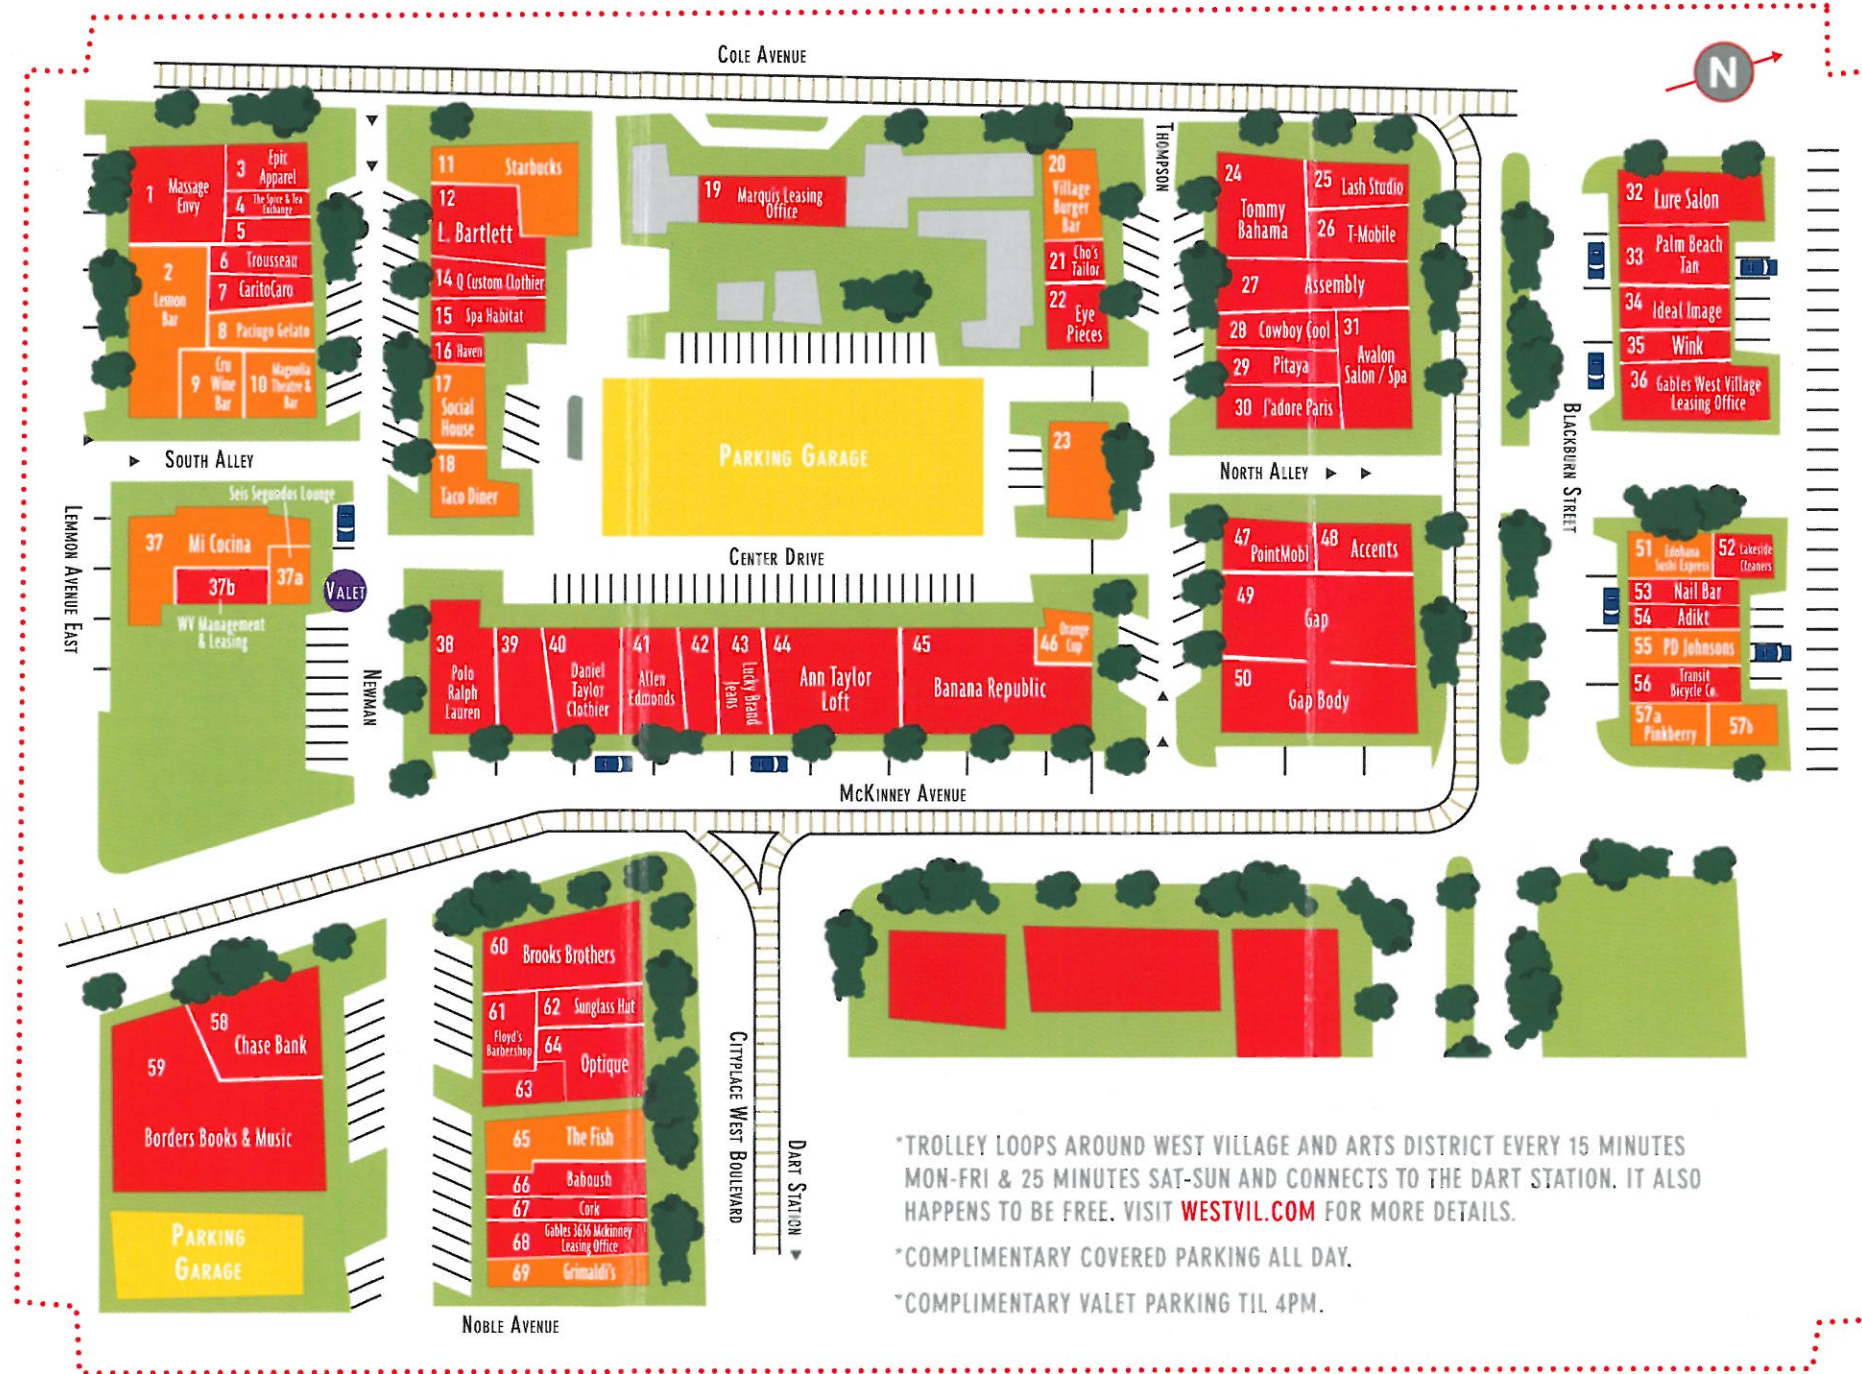 COLE AVENUE
N
1
Massage
Envy
3
Epic
Apparel
4
The Spice & Tea
Exchange
5
2
Lemon
Bar
6
Trousseau
7
CaritoCaro
8
Paciugo Gelato
9
Cru
Wine
Bar
10
Magnolia
Theatre &
Bar
11
Starbucks
12
L. Bartlett
14
Q Custom Clothier
15
Spa Habitat
16
Haven
17
Social
House
18
Taco Diner
19
Marquis Leasing
Office
20
Village
Burger
Bar
21
Cho's
Tailor
22
Eye
Pieces
23
THOMPSON
24
Tommy
Bahama
25
Lash Studio
26
T-Mobile
27
Assembly
28
Cowboy Cool
29
Pitaya
30
J'adore Paris
31
Avalon
Salon / Spa
32
Lure Salon
33
Palm Beach
Tan
34
Ideal Image
35
Wink
36
Gables West Village
Leasing Office
PARKING GARAGE
SOUTH ALLEY
NORTH ALLEY
BLACKBURN STREET
LEMMON AVENUE EAST
Seis Segundos Lounge
37
Mi Cocina
37a
37b
WV Management
& Leasing
VALET
NEWMAN
CENTER DRIVE
38
Polo
Ralph
Lauren
39
40
Daniel
Taylor
Clothier
41
Allen
Edmonds
42
43
Lucky Brand
Jeans
44
Ann Taylor
Loft
45
Banana Republic
46
Orange
Cup
47
PointMobl
48
Accents
49
Gap
50
Gap Body
51
Edohana
Sushi Express
52
Lakeside
Cleaners
53
Nail Bar
54
Adikt
55
PD Johnsons
56
Transit
Bicycle Co.
57a
Pinkberry
57b
MCKINNEY AVENUE
58
Chase Bank
59
Borders Books & Music
PARKING
GARAGE
60
Brooks Brothers
61
Floyd's
Barbershop
62
Sunglass Hut
64
Optique
63
65
The Fish
66
Baboush
67
Cork
68
Gables 3636 Mckinney
Leasing Office
69
Grimaldi's
NOBLE AVENUE
CITYPLACE WEST BOULEVARD
DART STATION
*TROLLEY LOOPS AROUND WEST VILLAGE AND ARTS DISTRICT EVERY 15 MINUTES
MON-FRI & 25 MINUTES SAT-SUN AND CONNECTS TO THE DART STATION. IT ALSO
HAPPENS TO BE FREE. VISIT WESTVIL.COM FOR MORE DETAILS.
*COMPLIMENTARY COVERED PARKING ALL DAY.
*COMPLIMENTARY VALET PARKING TIL 4PM.